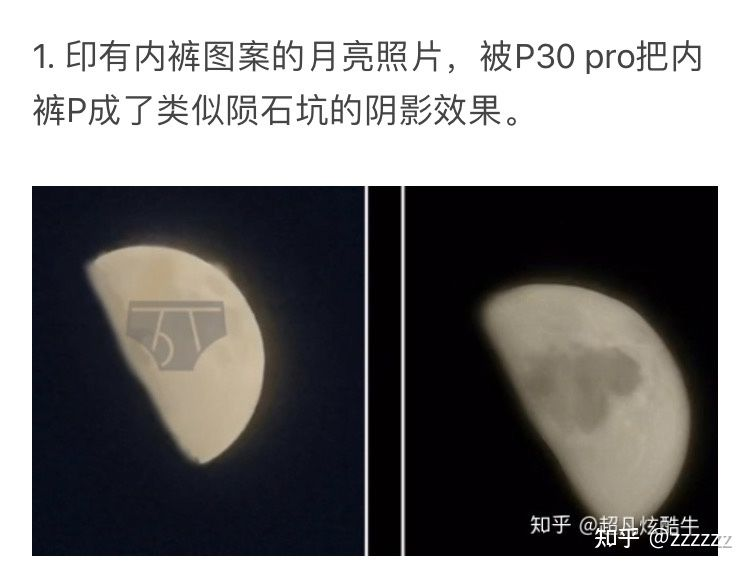 1. 印有内裤图案的月亮照片，被P30 pro把内
裤P成了类似陨石坑的阴影效果。
知乎 @超凡炫酷牛
知乎 @zzzzzz